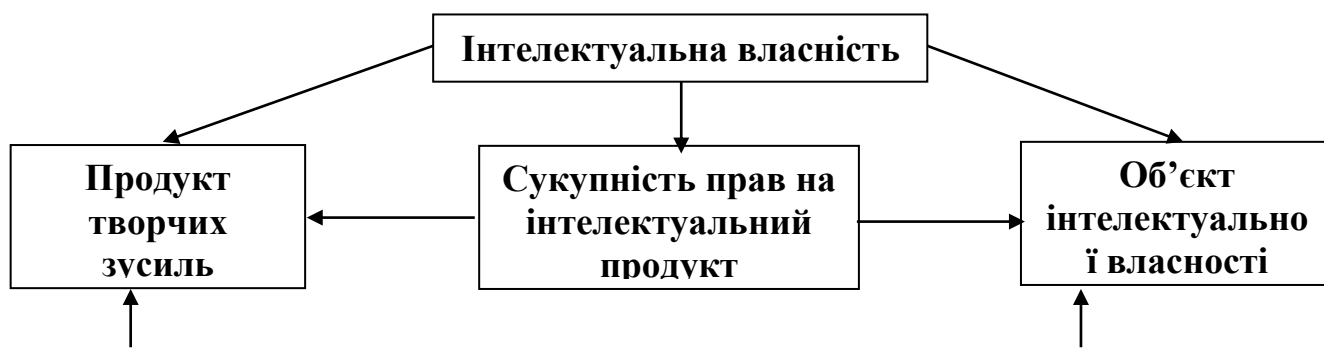 Інтелектуальна власність
Продукт
творчих
зусиль
Сукупність прав на
інтелектуальний
продукт
Об’єкт
інтелектуально
ї власності